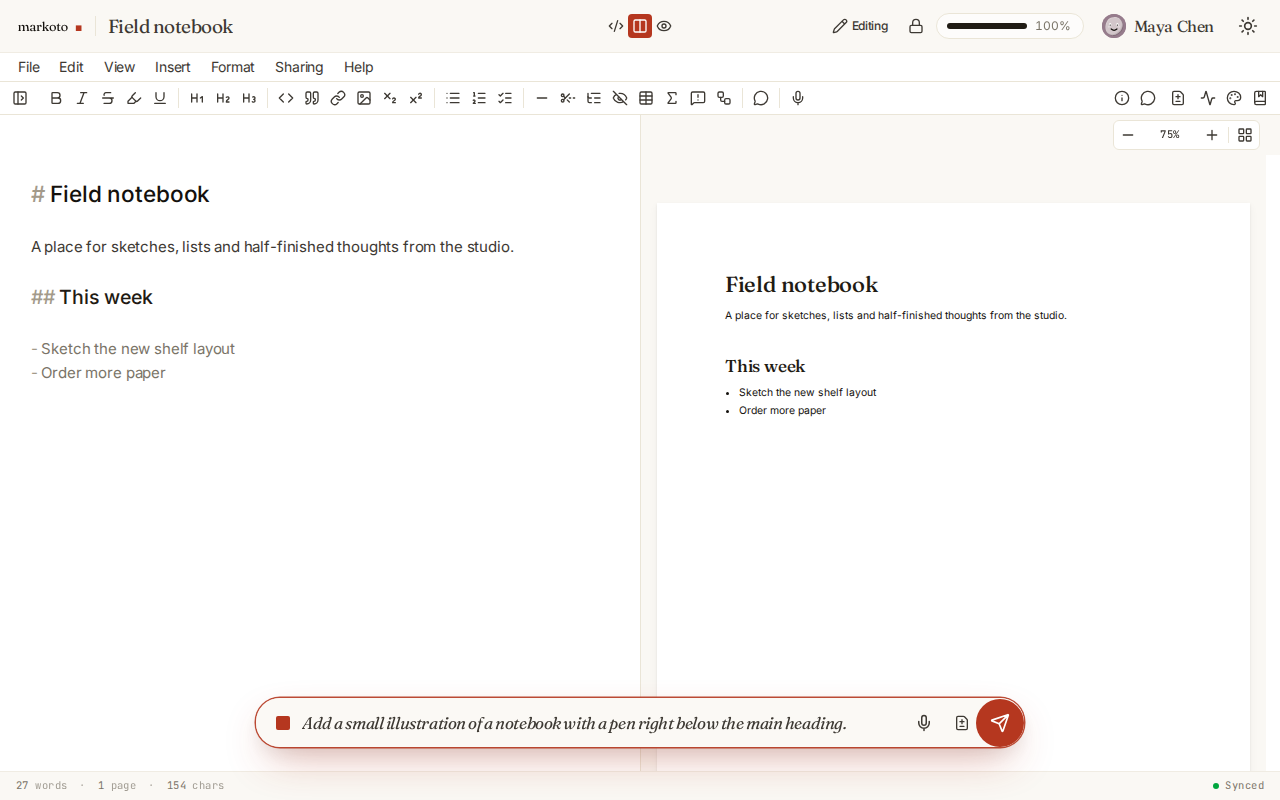 markoto
Field notebook
Editing
100%
Maya Chen
File Edit View Insert Format Sharing Help
B I S U H1 H2 H3 X2 X2
75%
# Field notebook
A place for sketches, lists and half-finished thoughts from the studio.
## This week
- Sketch the new shelf layout
- Order more paper
Field notebook
A place for sketches, lists and half-finished thoughts from the studio.
This week
• Sketch the new shelf layout
• Order more paper
Add a small illustration of a notebook with a pen right below the main heading.
27 words · 1 page · 154 chars
Synced